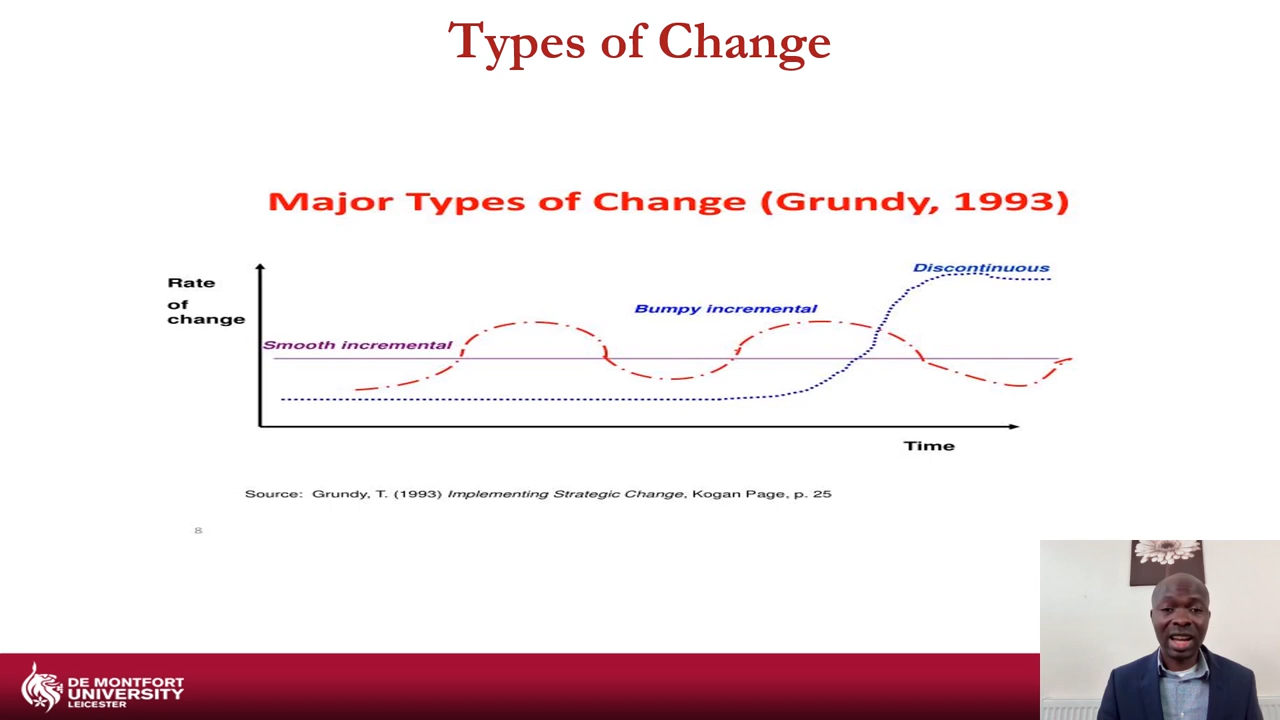 Types of Change
Major Types of Change (Grundy, 1993)
Discontinuous
Rate
of
change
Bumpy incremental
Smooth incremental
Time
Source: Grundy, T. (1993) Implementing Strategic Change, Kogan Page, p. 25
8
DE MONTFORT
UNIVERSITY
LEICESTER